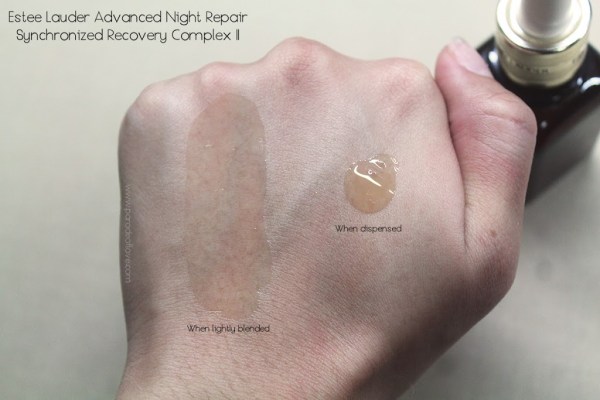 Estee Lauder Advanced Night Repair
Synchronized Recovery Complex II
When dispensed
When lightly blended